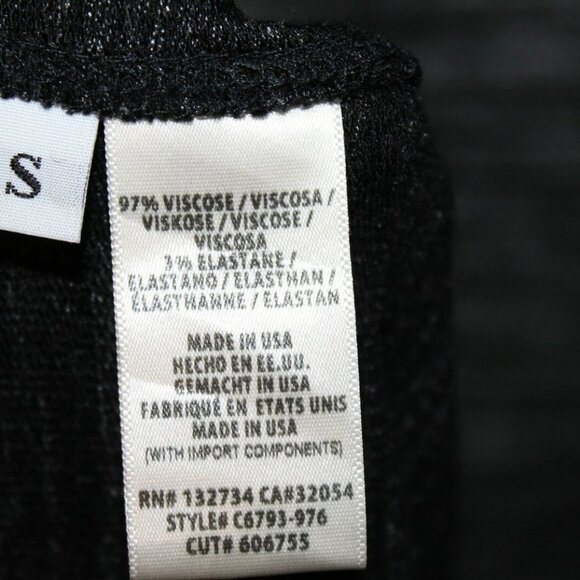 S
97% VISCOSE / VISCOSA /
VISKOSE / VISCOSE /
VISCOSA
3% ELASTANE /
ELASTANO / ELASTHAN /
ÉLASTHANNE / ELASTAN
MADE IN USA
HECHO EN EE.UU.
GEMACHT IN USA
FABRIQUÉ EN ETATS UNIS
MADE IN USA
(WITH IMPORT COMPONENTS)
RN# 132734 CA#32054
STYLE# C6793-976
CUT# 606755